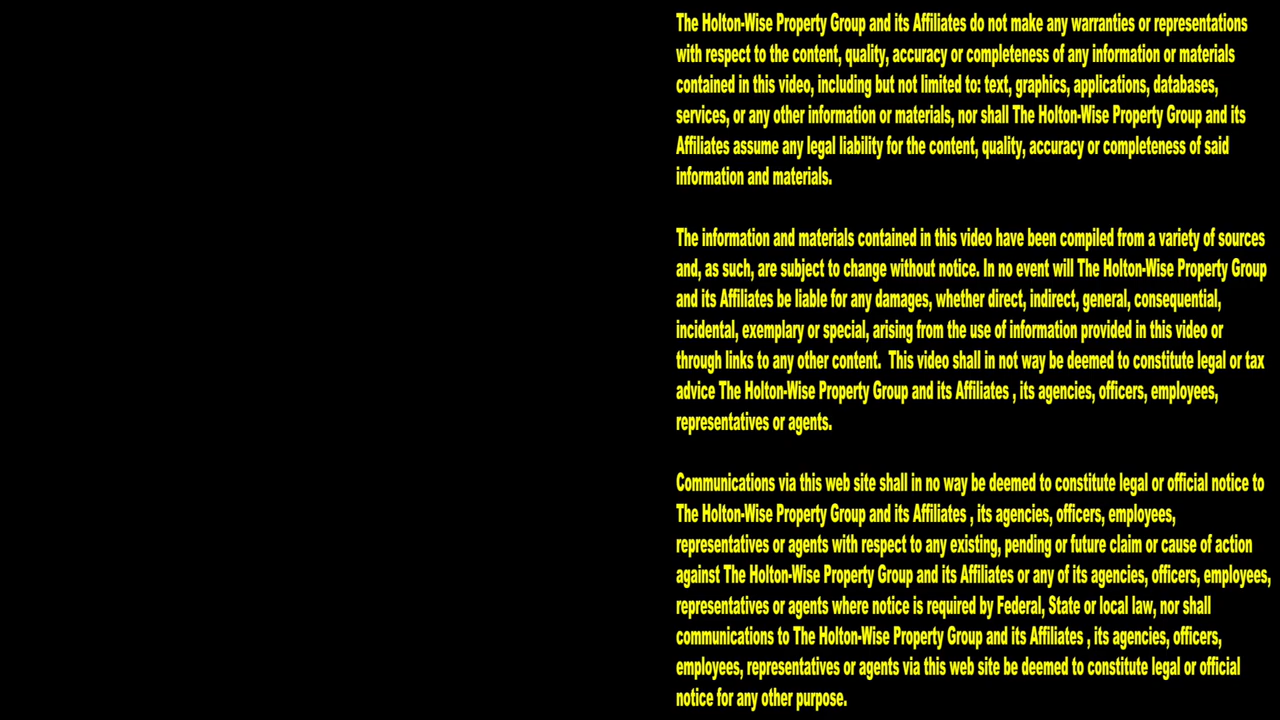 The Holton-Wise Property Group and its Affiliates do not make any warranties or representations
with respect to the content, quality, accuracy or completeness of any information or materials
contained in this video, including but not limited to: text, graphics, applications, databases,
services, or any other information or materials, nor shall The Holton-Wise Property Group and its
Affiliates assume any legal liability for the content, quality, accuracy or completeness of said
information and materials.
The information and materials contained in this video have been compiled from a variety of sources
and, as such, are subject to change without notice. In no event will The Holton-Wise Property Group
and its Affiliates be liable for any damages, whether direct, indirect, general, consequential,
incidental, exemplary or special, arising from the use of information provided in this video or
through links to any other content.  This video shall in not way be deemed to constitute legal or tax
advice The Holton-Wise Property Group and its Affiliates , its agencies, officers, employees,
representatives or agents.
Communications via this web site shall in no way be deemed to constitute legal or official notice to
The Holton-Wise Property Group and its Affiliates , its agencies, officers, employees,
representatives or agents with respect to any existing, pending or future claim or cause of action
against The Holton-Wise Property Group and its Affiliates or any of its agencies, officers, employees,
representatives or agents where notice is required by Federal, State or local law, nor shall
communications to The Holton-Wise Property Group and its Affiliates , its agencies, officers,
employees, representatives or agents via this web site be deemed to constitute legal or official
notice for any other purpose.